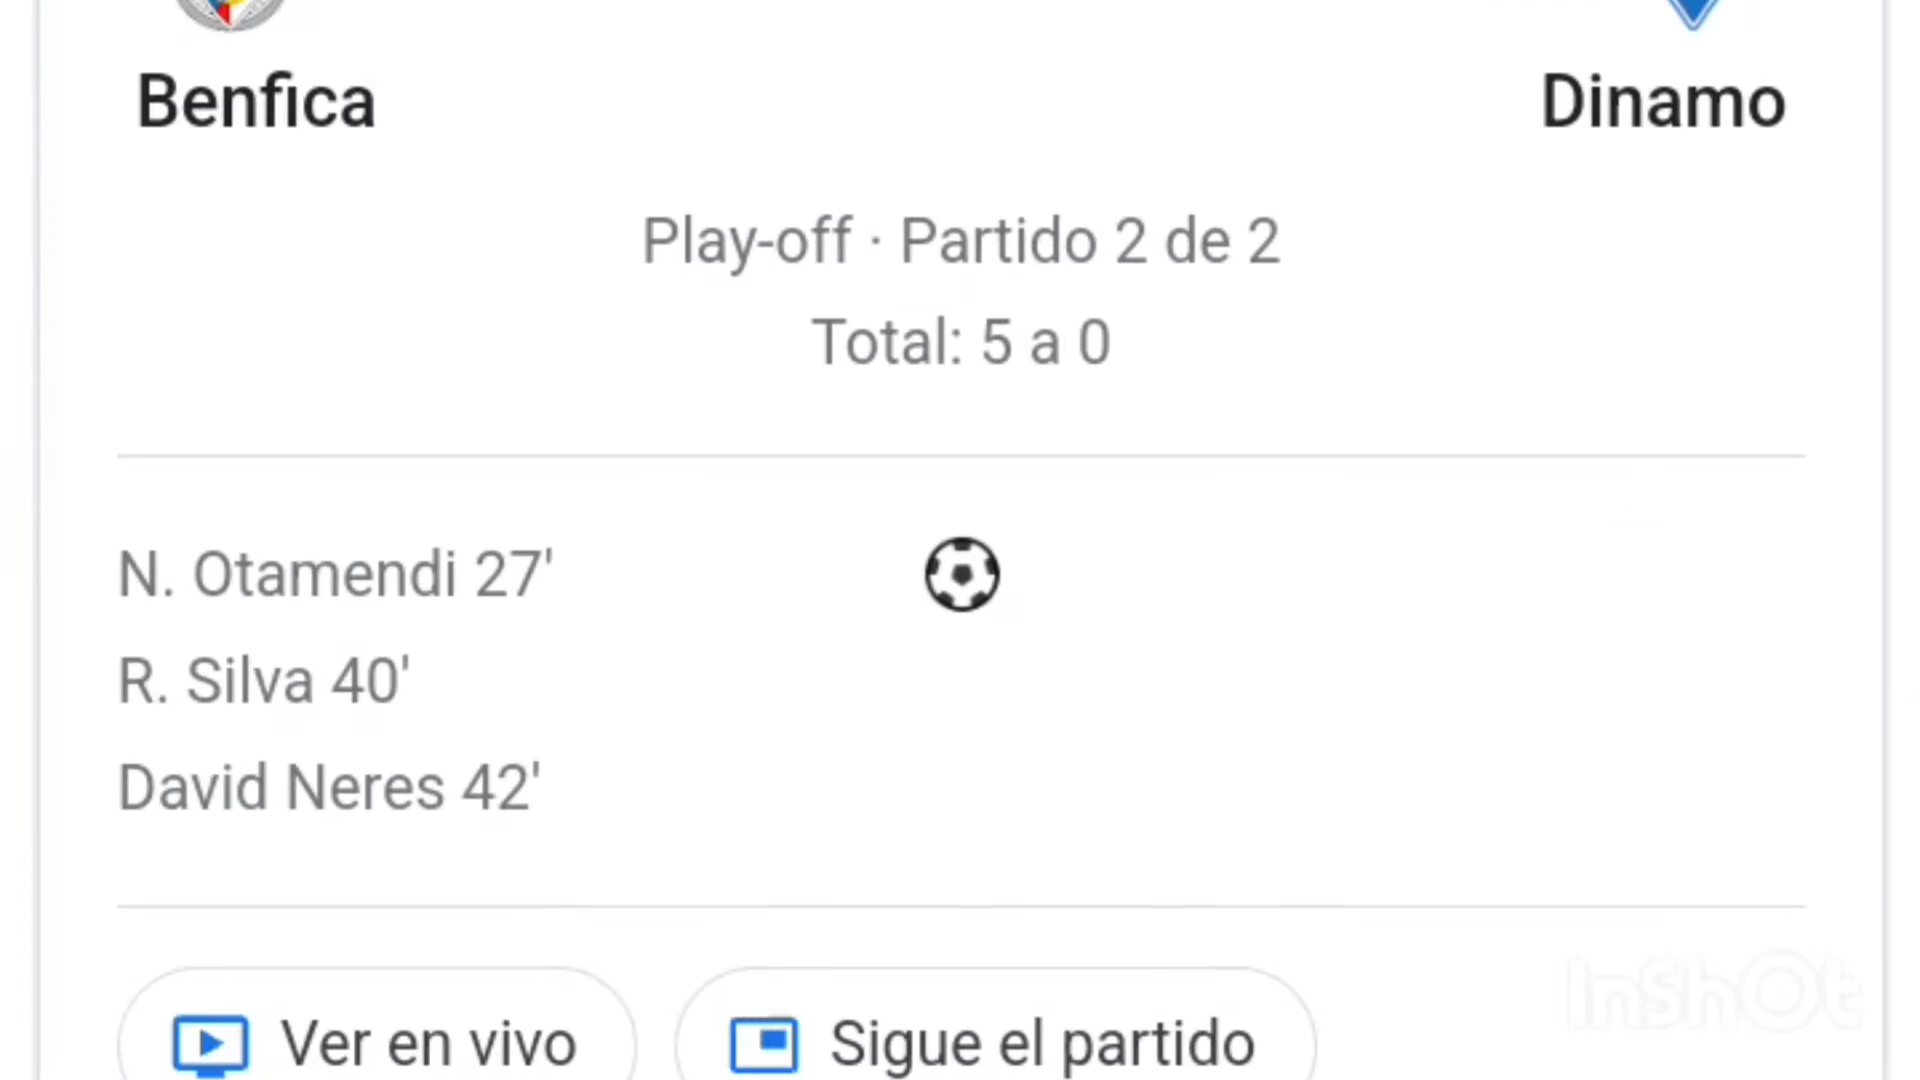 Benfica
Dinamo
Play-off · Partido 2 de 2
Total: 5 a 0
N. Otamendi 27'
R. Silva 40'
David Neres 42'
Ver en vivo
Sigue el partido
InShOt